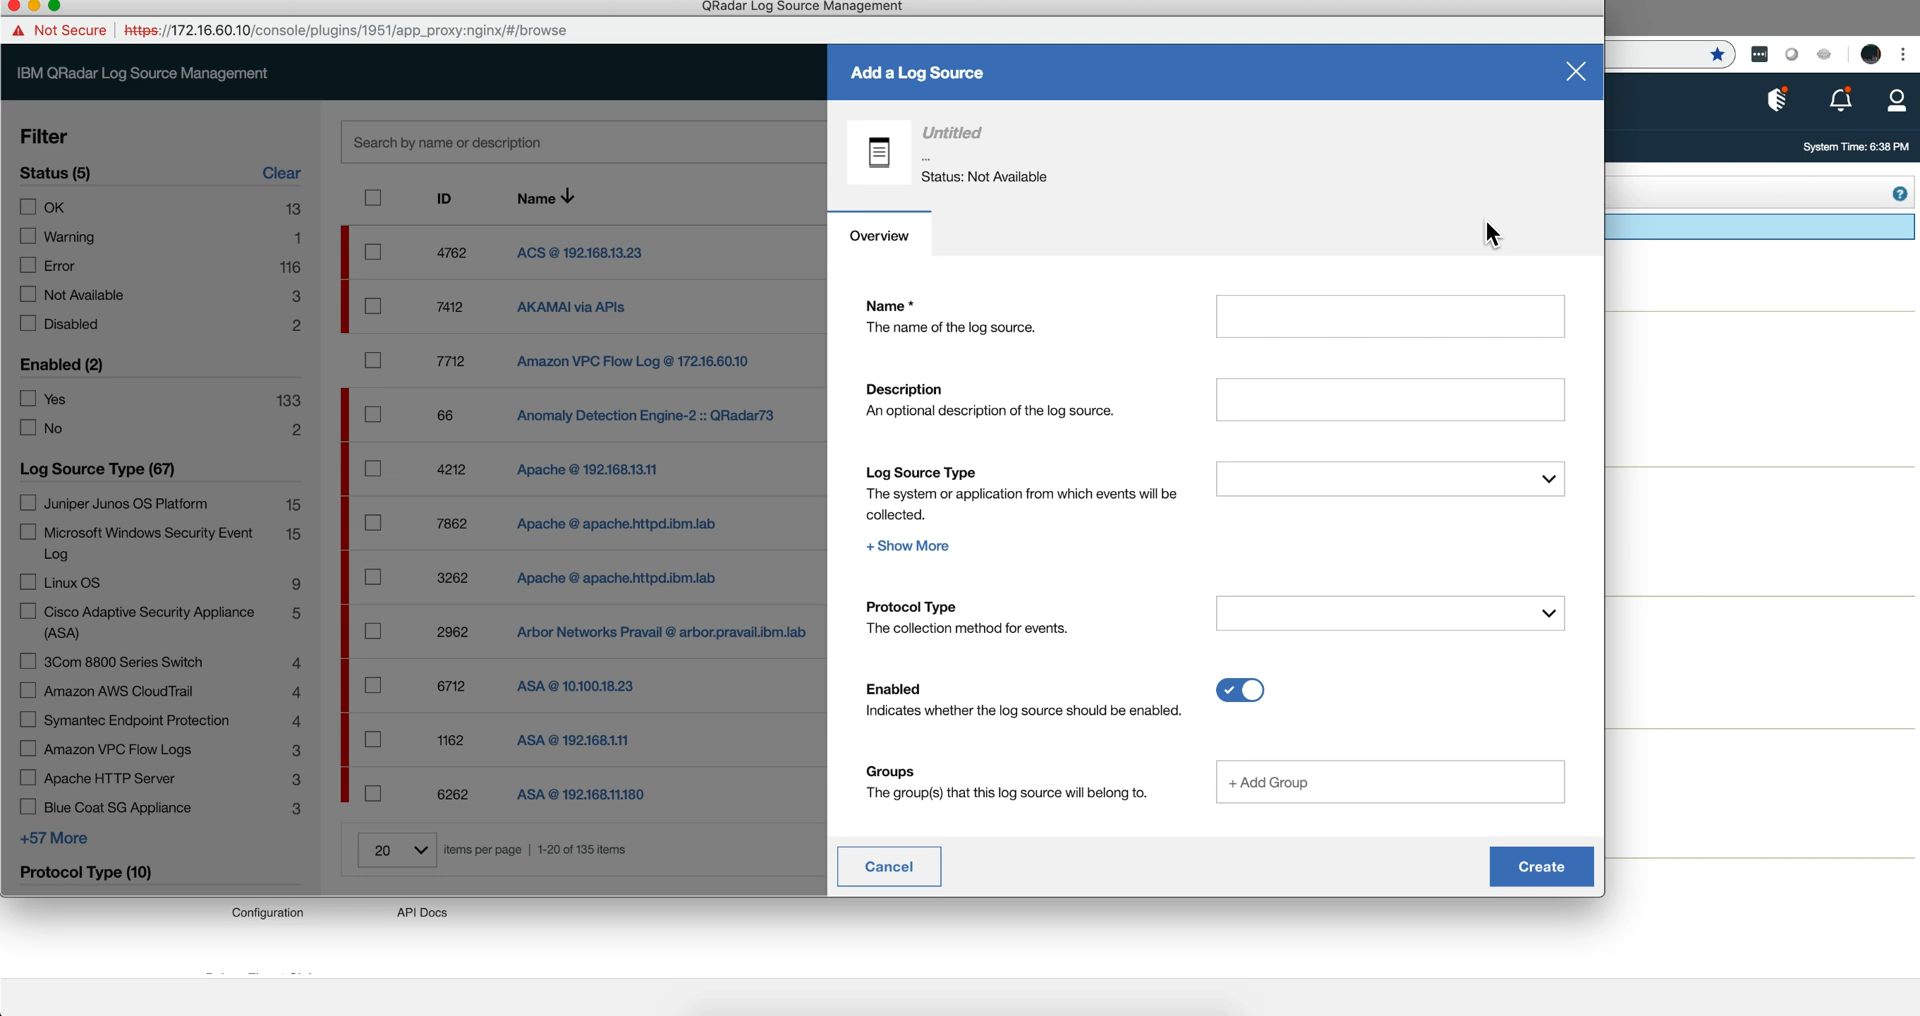 QRadar Log Source Management
Not Secure | https://172.16.60.10/console/plugins/1951/app_proxy:nginx/#/browse
IBM QRadar Log Source Management
Filter
Status (5) Clear
OK 13
Warning 1
Error 116
Not Available 3
Disabled 2
Enabled (2)
Yes 133
No 2
Log Source Type (67)
Juniper Junos OS Platform 15
Microsoft Windows Security Event 15
Log
Linux OS 9
Cisco Adaptive Security Appliance 5
(ASA)
3Com 8800 Series Switch 4
Amazon AWS CloudTrail 4
Symantec Endpoint Protection 4
Amazon VPC Flow Logs 3
Apache HTTP Server 3
Blue Coat SG Appliance 3
+57 More
Protocol Type (10)
Search by name or description
ID Name
4762 ACS @ 192.168.13.23
7412 AKAMAI via APIs
7712 Amazon VPC Flow Log @ 172.16.60.10
66 Anomaly Detection Engine-2 :: QRadar73
4212 Apache @ 192.168.13.11
7862 Apache @ apache.httpd.ibm.lab
3262 Apache @ apache.httpd.ibm.lab
2962 Arbor Networks Pravail @ arbor.pravail.ibm.lab
6712 ASA @ 10.100.18.23
1162 ASA @ 192.168.1.11
6262 ASA @ 192.168.11.180
20 items per page | 1-20 of 135 items
Add a Log Source
Untitled
...
Status: Not Available
Overview
Name *
The name of the log source.
Description
An optional description of the log source.
Log Source Type
The system or application from which events will be
collected.
+ Show More
Protocol Type
The collection method for events.
Enabled
Indicates whether the log source should be enabled.
Groups
The group(s) that this log source will belong to.
+ Add Group
Cancel
Create
System Time: 6:38 PM
?
Configuration API Docs